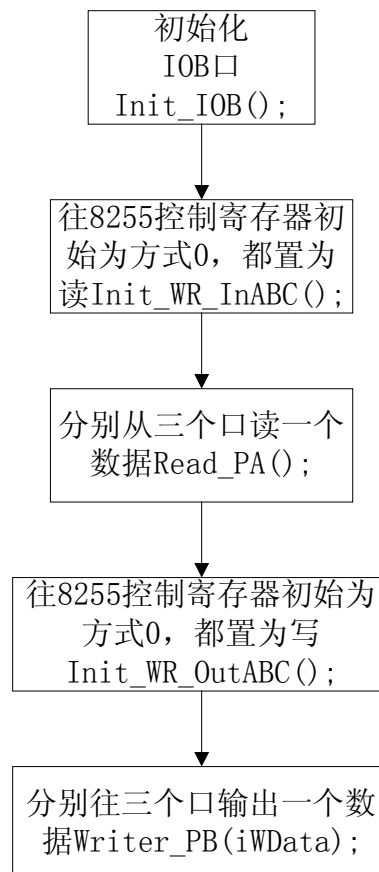 初始化
IOB口
Init_IOB();
往8255控制寄存器初
始为方式0，都置为
读Init_WR_InABC();
分别从三个口读一个
数据Read_PA();
往8255控制寄存器初始为
方式0，都置为写
Init_WR_OutABC();
分别往三个口输出一个数
据Writer_PB(iWData);